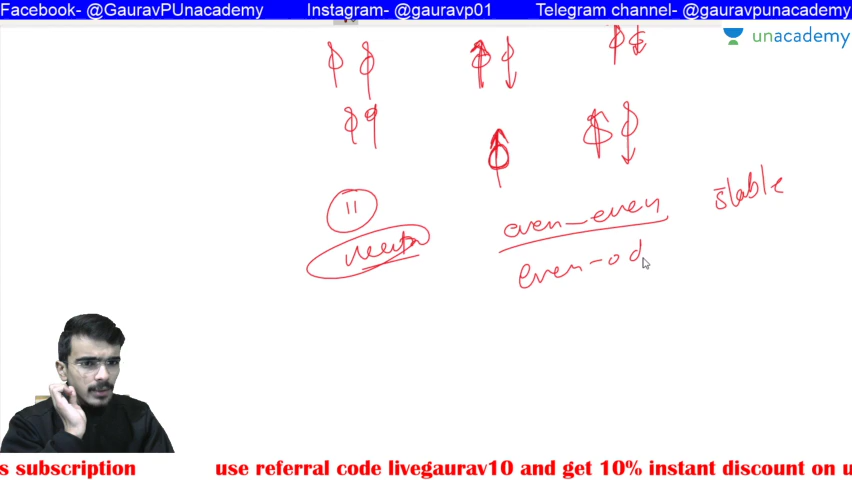 Facebook- @GauravPUnacademy Instagram- @gauravp01 Telegram channel- @gauravpunacademy
unacademy
11
even-even stable
even-od
s subscription use referral code livegaurav10 and get 10% instant discount on u